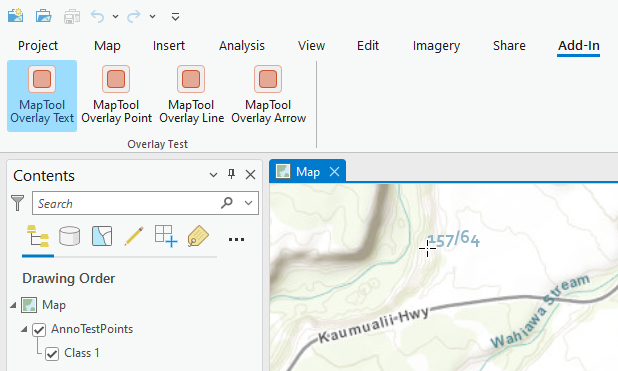 Project Map Insert Analysis View Edit Imagery Share Add-In
MapTool MapTool MapTool MapTool
Overlay Text Overlay Point Overlay Line Overlay Arrow
Overlay Test
Contents
Map
Search
157/64
Drawing Order
Map
Wahiawa Stream
Kaumualii Hwy
AnnoTestPoints
Class 1